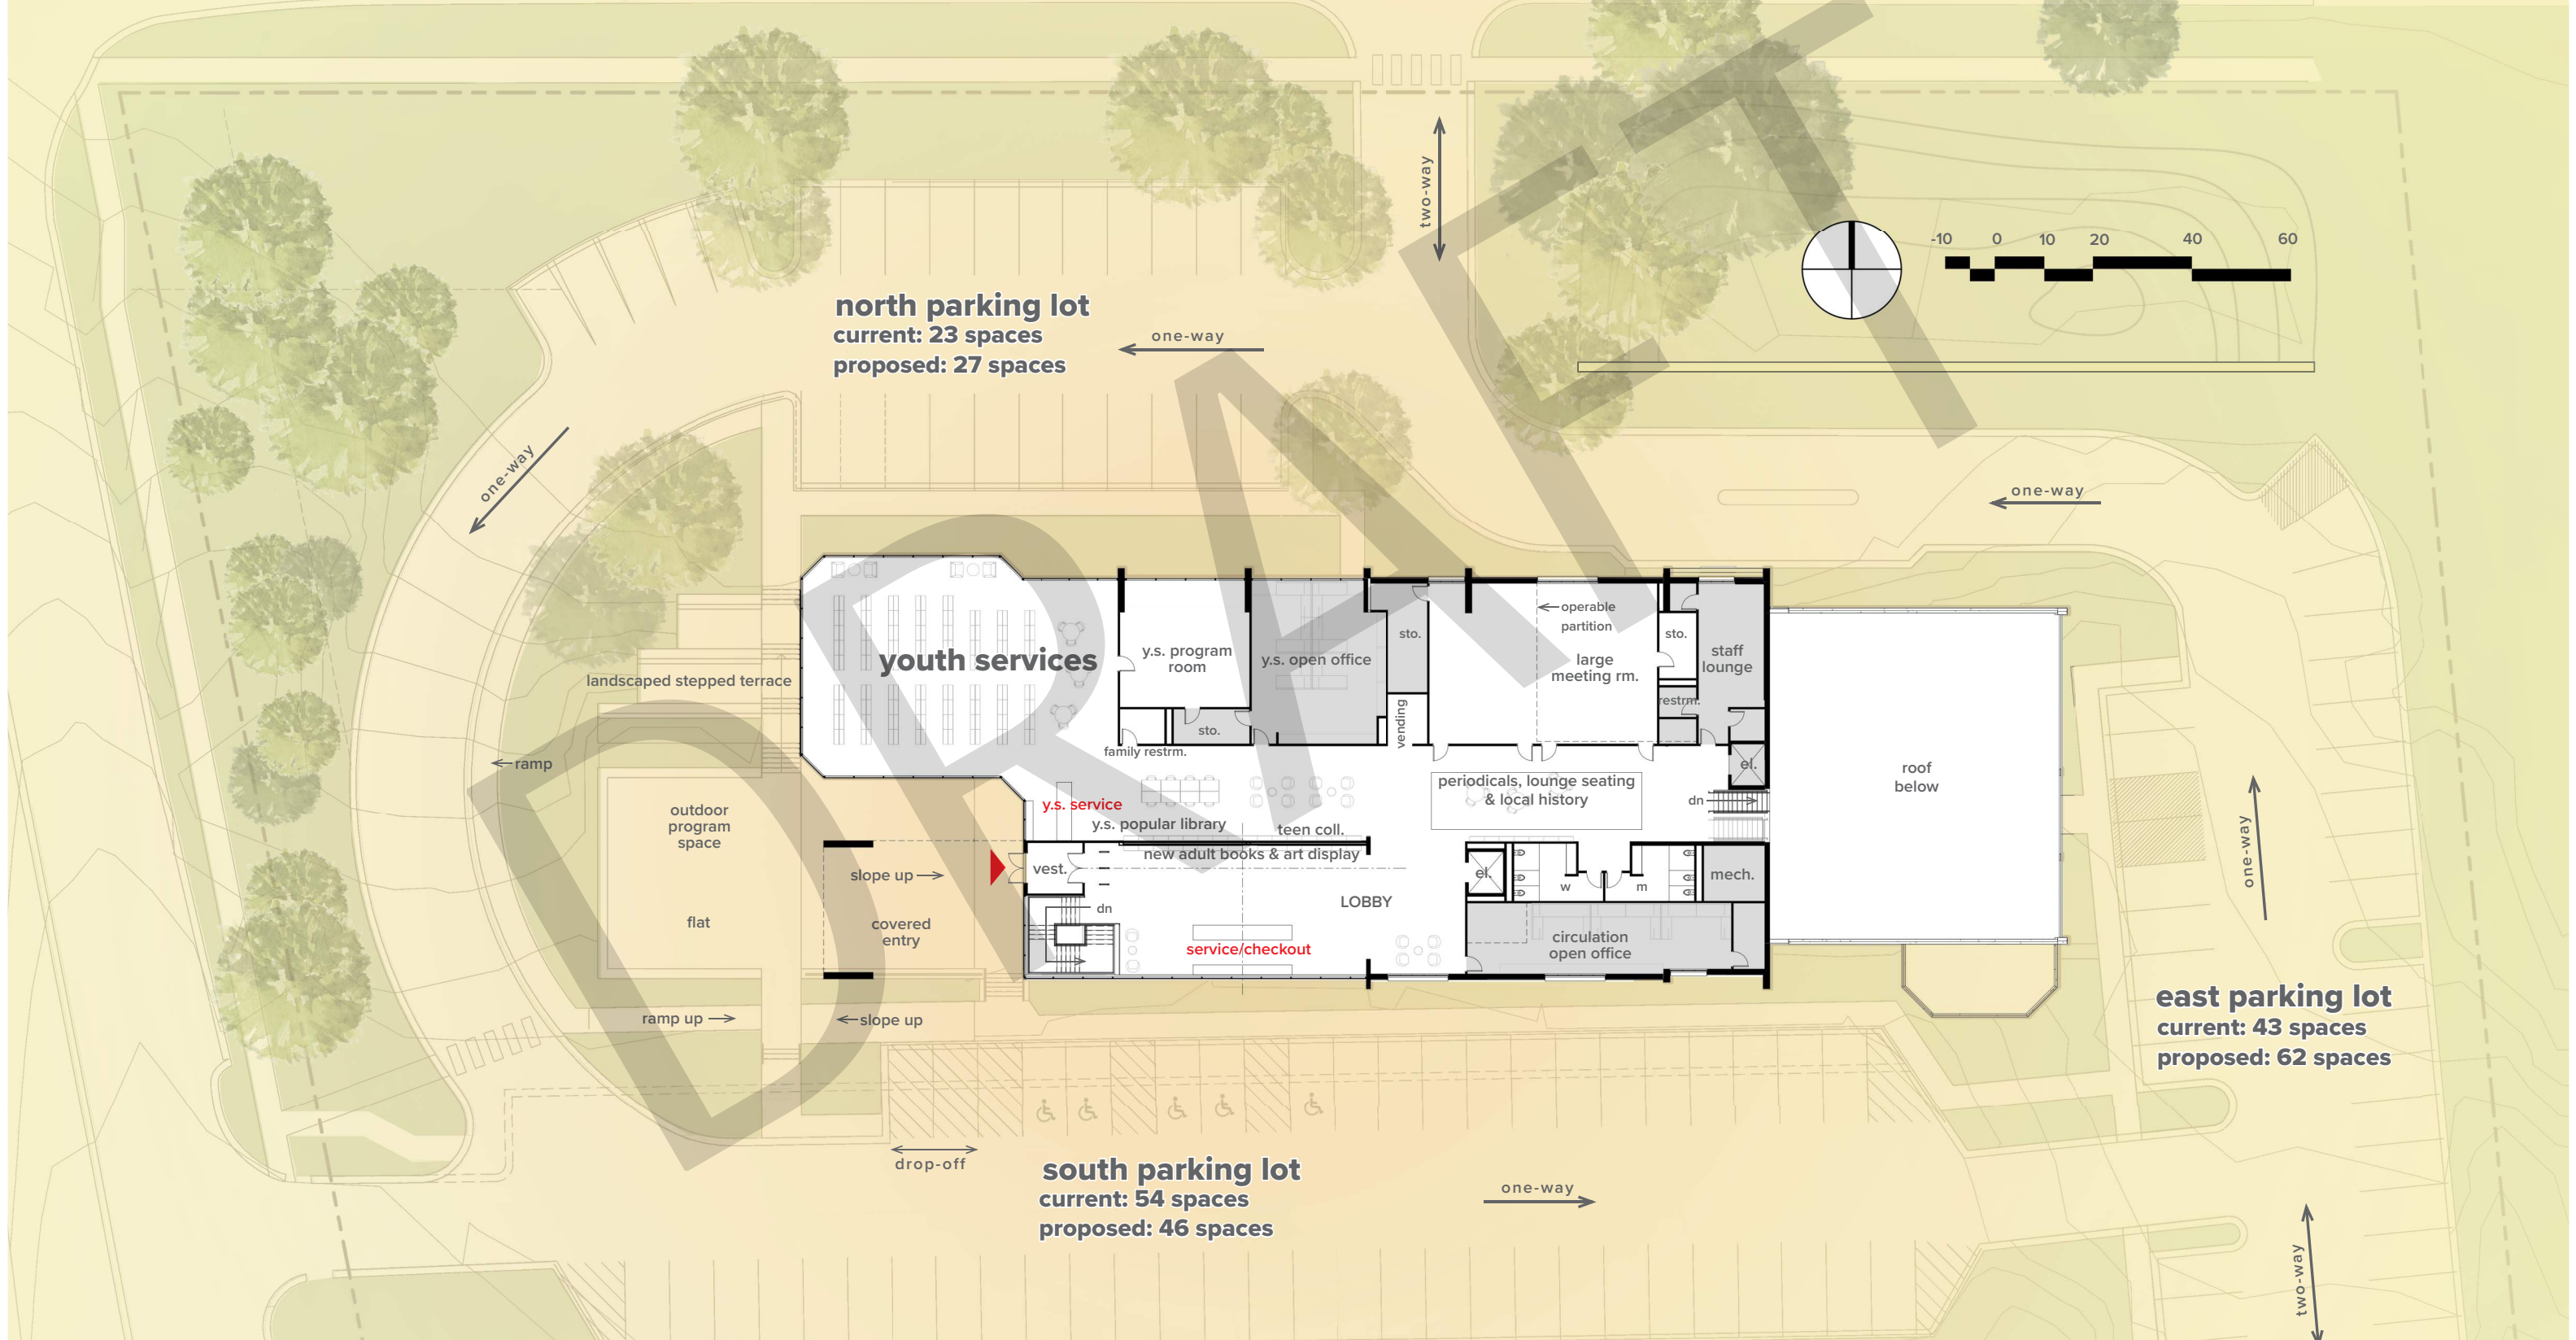 two-way
-10 0 10 20 40 60
north parking lot
current: 23 spaces
proposed: 27 spaces
one-way
one-way
one-way
DRAFT
operable
partition
sto.
sto.
youth services
y.s. program
room
y.s. open office
large
meeting rm.
staff
lounge
landscaped stepped terrace
restrm.
sto.
vending
family restrm.
ramp
el.
roof
below
periodicals, lounge seating
& local history
dn
y.s. service
y.s. popular library
teen coll.
outdoor
program
space
new adult books & art display
vest.
slope up
el.
w
m
mech.
one-way
dn
LOBBY
flat
covered
entry
service/checkout
circulation
open office
ramp up
slope up
east parking lot
current: 43 spaces
proposed: 62 spaces
drop-off
south parking lot
current: 54 spaces
proposed: 46 spaces
one-way
two-way